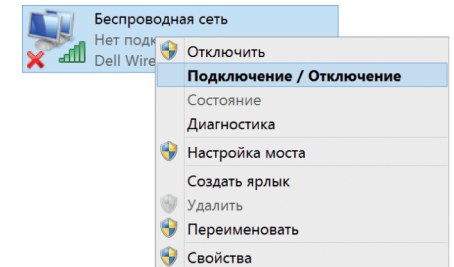 Беспроводная сеть
Нет подк
Dell Wire
Отключить
Подключение / Отключение
Состояние
Диагностика
Настройка моста
Создать ярлык
Удалить
Переименовать
Свойства